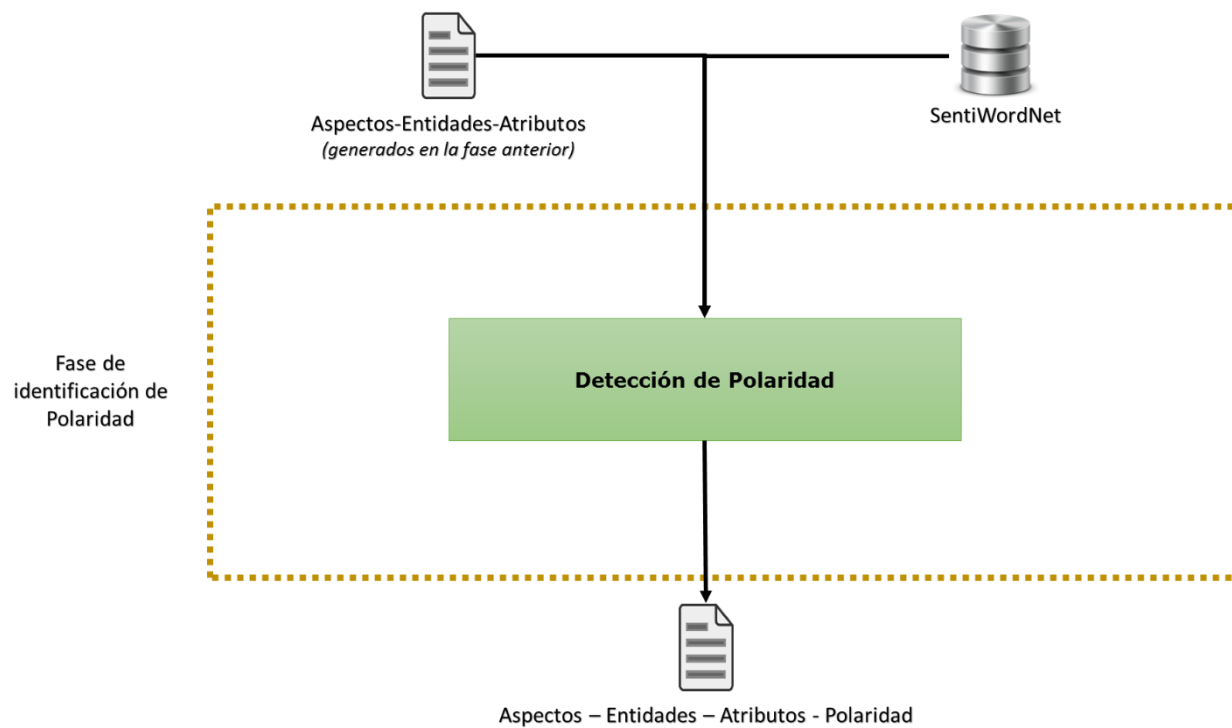 Aspectos-Entidades-Atributos
(generados en la fase anterior)
SentiWordNet
Fase de
identificación de
Polaridad
Detección de Polaridad
Aspectos – Entidades – Atributos - Polaridad